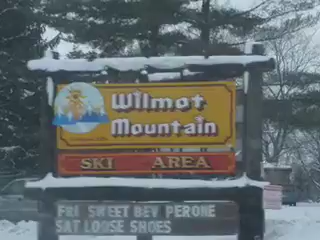 Wilmot
Mountain
SKI AREA
FRI SWEET BEV PERONE
SAT LOOSE SHOES